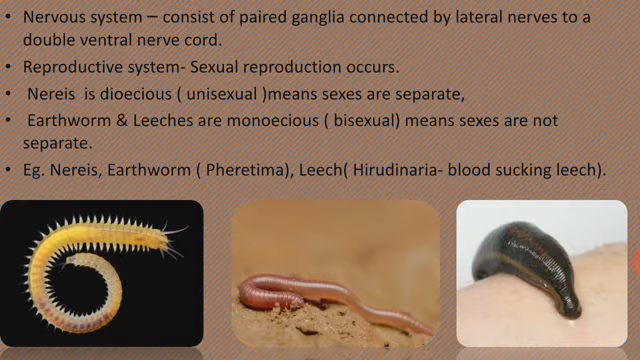 • Nervous system – consist of paired ganglia connected by lateral nerves to a
double ventral nerve cord.
• Reproductive system- Sexual reproduction occurs.
• Nereis  is dioecious ( unisexual )means sexes are separate,
• Earthworm & Leeches are monoecious ( bisexual) means sexes are not
separate.
• Eg. Nereis, Earthworm ( Pheretima), Leech( Hirudinaria- blood sucking leech).